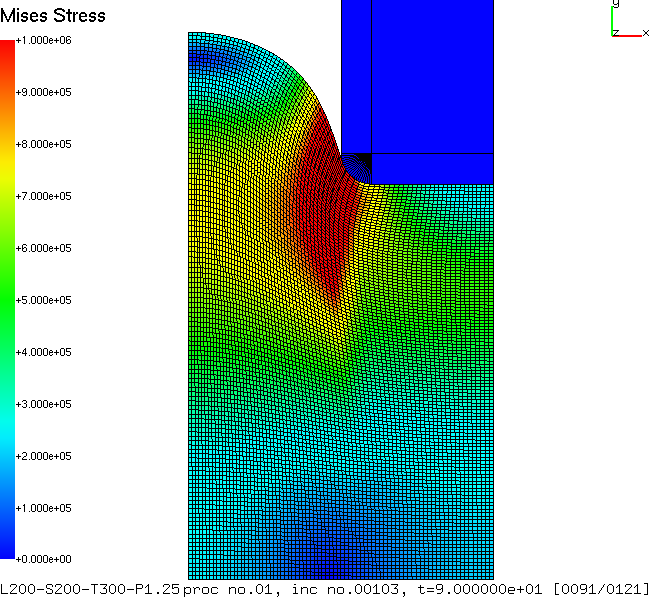 Mises Stress
y
z x
+1.000e+06
+9.000e+05
+8.000e+05
+7.000e+05
+6.000e+05
+5.000e+05
+4.000e+05
+3.000e+05
+2.000e+05
+1.000e+05
+0.000e+00
L200-S200-T300-P1.25 proc no.01, inc no.00103, t=9.000000e+01 [0091/0121]